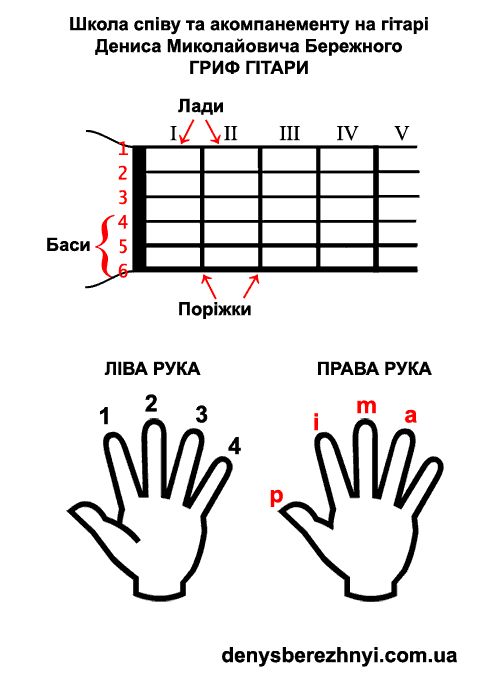 Школа співу та акомпанементу на гітарі
Дениса Миколайовича Бережного
ГРИФ ГІТАРИ
Лади
I II III IV V
1
2
3
4
Баси 5
6
Поріжки
ЛІВА РУКА ПРАВА РУКА
1 2 3 4
p i m a
denysberezhnyi.com.ua